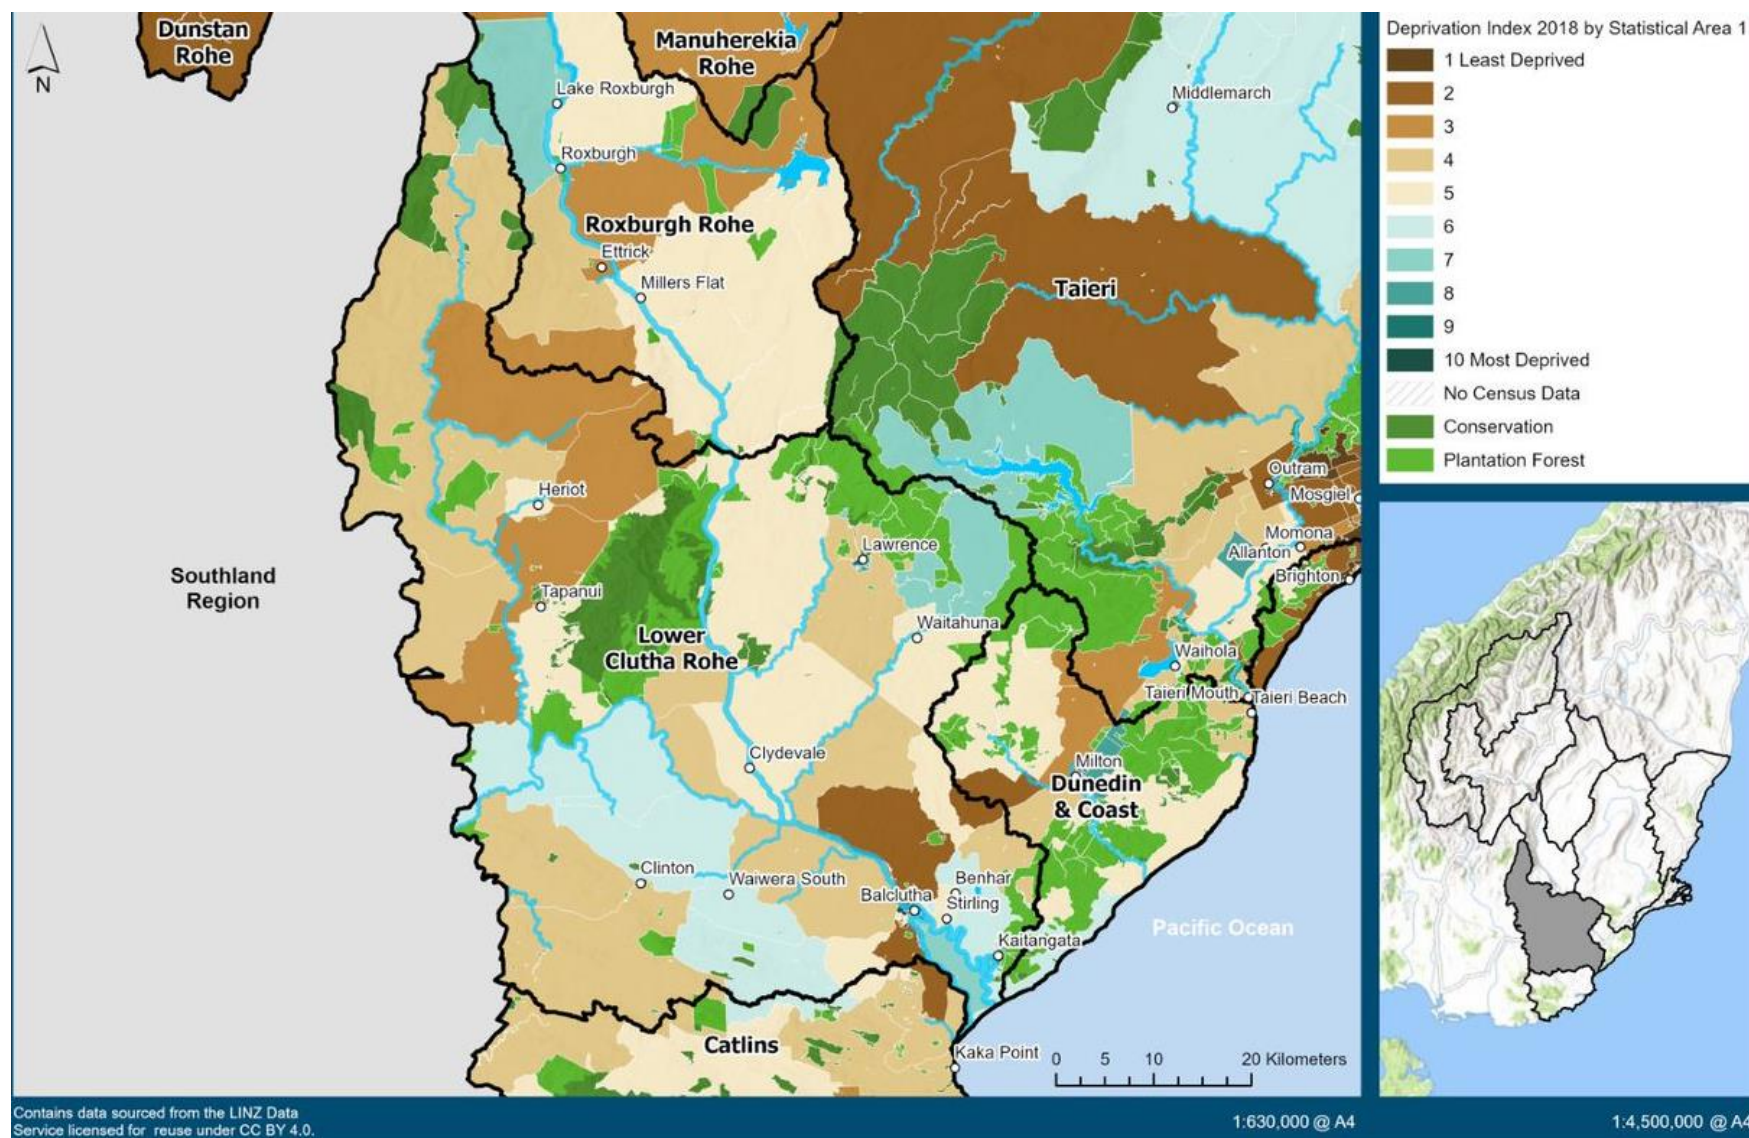 Dunstan
Rohe
N
Manuherekia
Rohe
Lake Roxburgh
Middlemarch
Roxburgh
Roxburgh Rohe
Ettrick
Millers Flat
Taieri
Outram
Mosgiel
Heriot
Momona
Lawrence
Allanton
Southland
Region
Brighton
Tapanui
Waitahuna
Lower
Clutha Rohe
Waihola
Taieri Mouth
Taieri Beach
Clydevale
Milton
Dunedin
& Coast
Clinton
Waiwera South
Benhar
Balclutha
Stirling
Pacific Ocean
Kaitangata
Catlins
Kaka Point
0 5 10 20 Kilometers
Deprivation Index 2018 by Statistical Area 1
1 Least Deprived
2
3
4
5
6
7
8
9
10 Most Deprived
No Census Data
Conservation
Plantation Forest
Contains data sourced from the LINZ Data
Service licensed for reuse under CC BY 4.0.
1:630,000 @ A4
1:4,500,000 @ A4